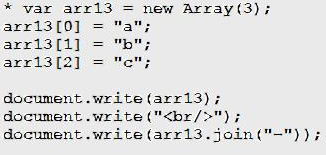 * var arr13 = new Array(3);
arr13[0] = "a";
arr13[1] = "b";
arr13[2] = "c";
document.write(arr13);
document.write("<br/>");
document.write(arr13.join("-"));